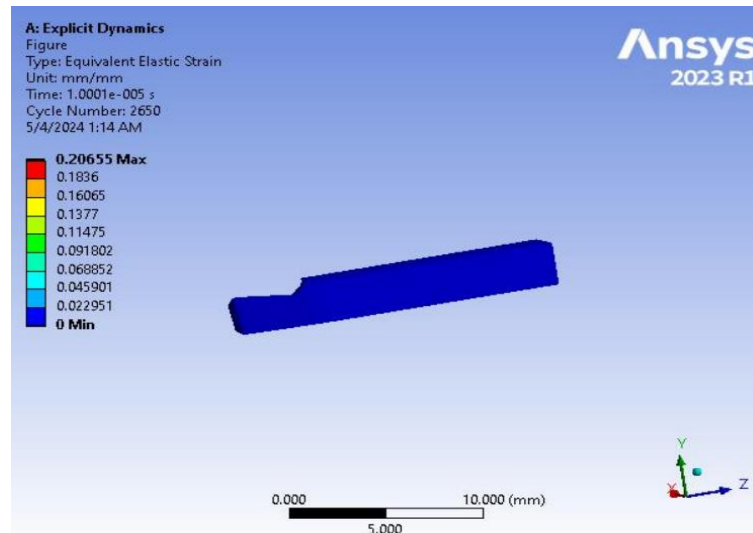 A: Explicit Dynamics
Figure
Type: Equivalent Elastic Strain
Unit: mm/mm
Time: 1.0001e-005 s
Cycle Number: 2650
5/4/2024 1:14 AM
Ansys
2023 R1
0.20655 Max
0.1836
0.16065
0.1377
0.11475
0.091802
0.068852
0.045901
0.022951
0 Min
Y
X
Z
0.000
10.000 (mm)
5.000